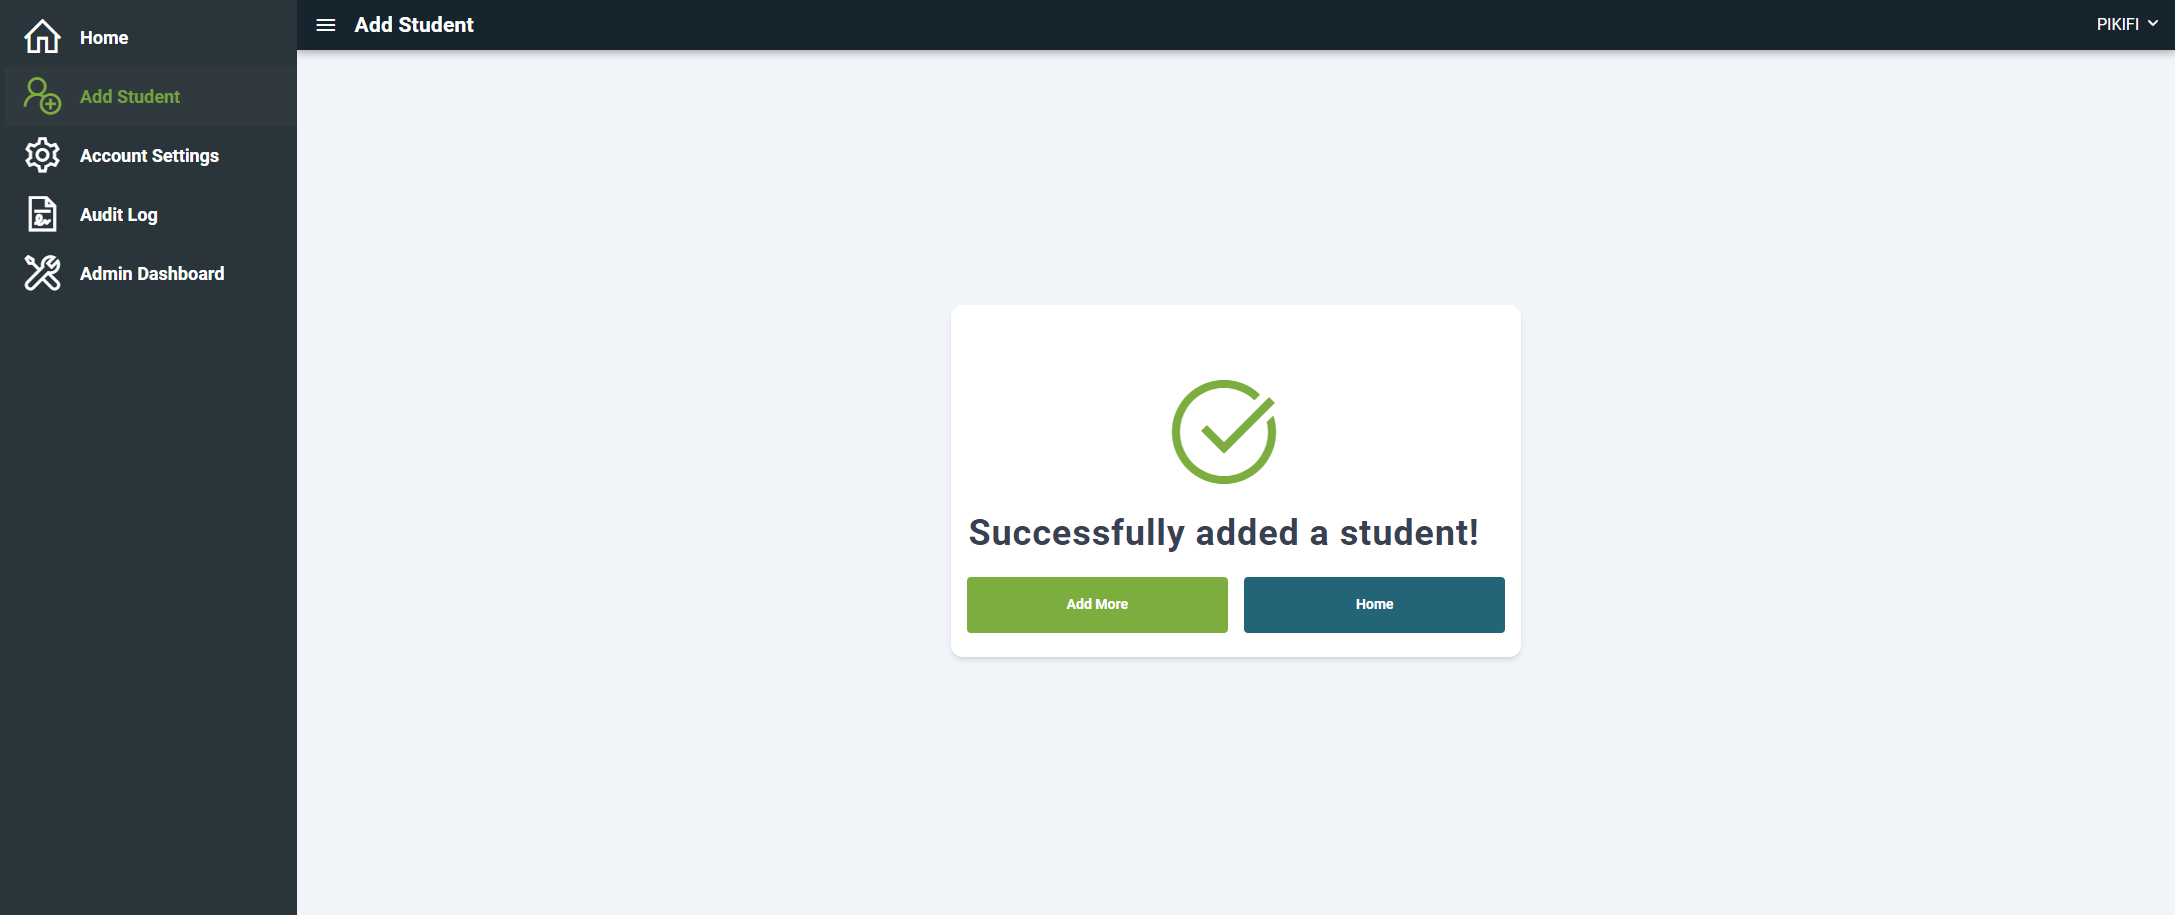 Home
Add Student
Account Settings
Audit Log
Admin Dashboard
Add Student
PIKIFI
Successfully added a student!
Add More
Home